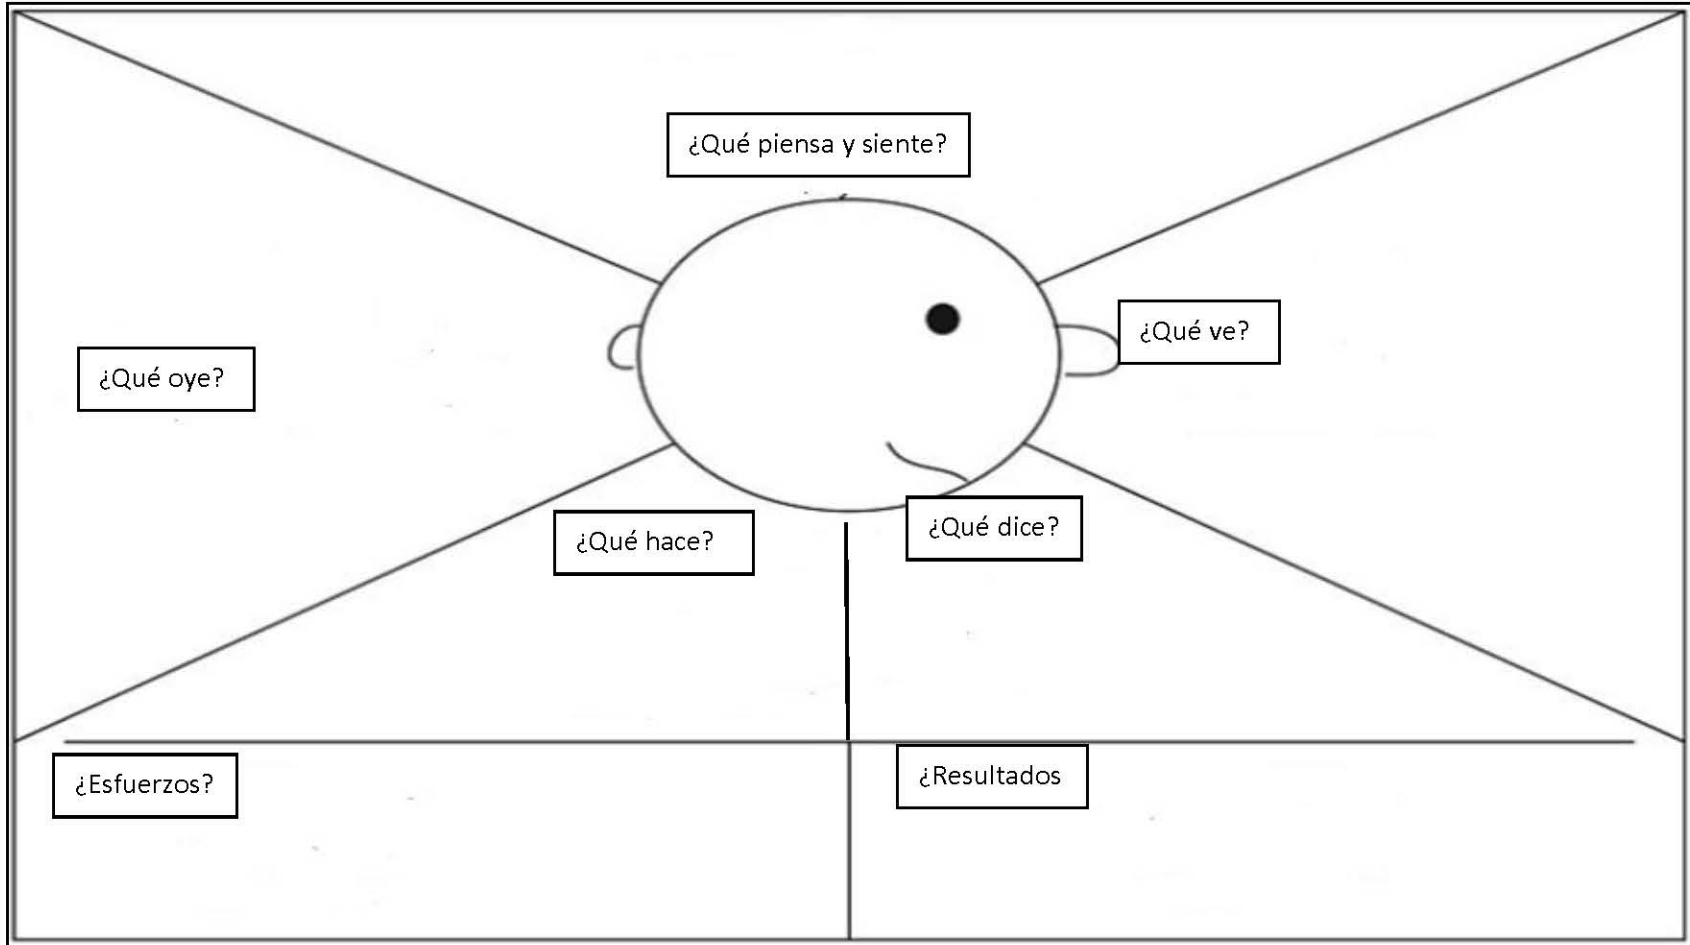 ¿Qué piensa y siente?
¿Qué ve?
¿Qué oye?
¿Qué hace?
¿Qué dice?
¿Esfuerzos?
¿Resultados